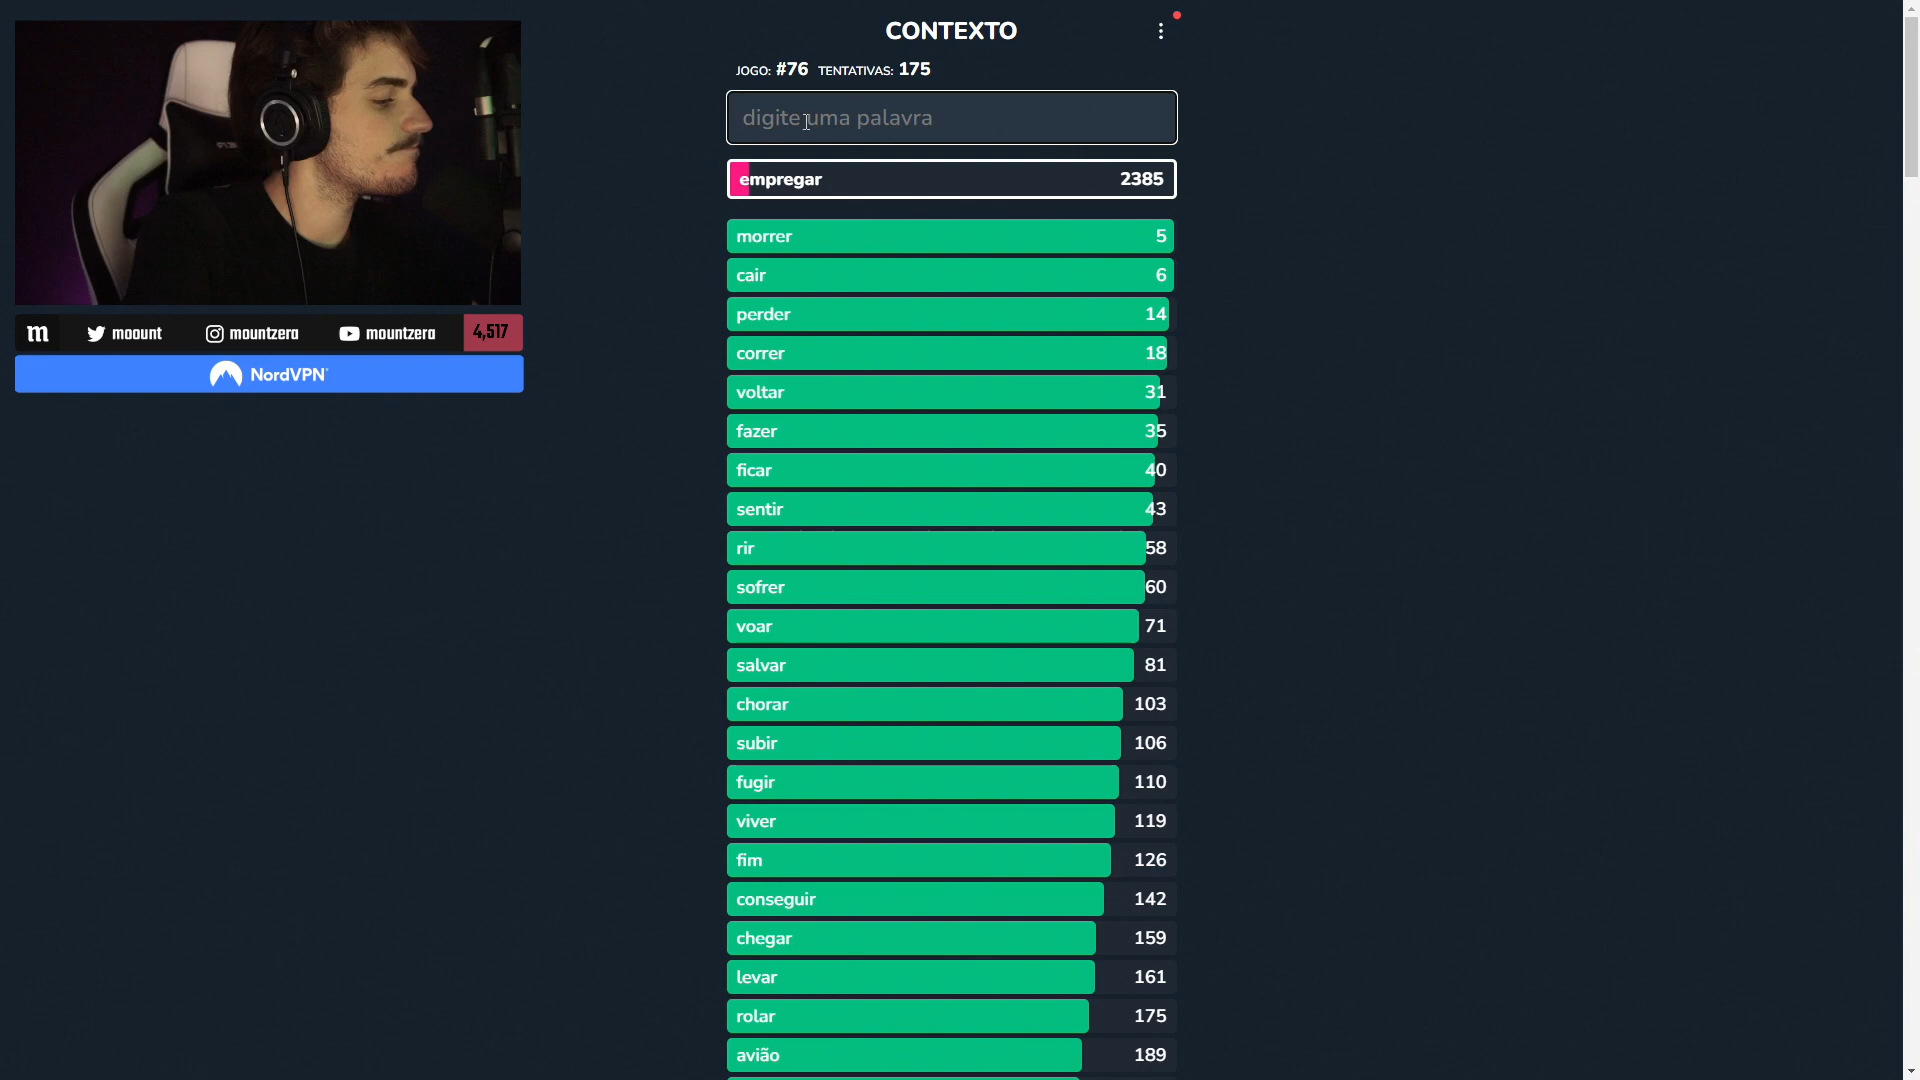 CONTEXTO
JOGO: #76 TENTATIVAS: 175
digite uma palavra
empregar 2385
morrer 5
cair 6
perder 14
correr 18
voltar 31
fazer 35
ficar 40
sentir 43
rir 58
sofrer 60
voar 71
salvar 81
chorar 103
subir 106
fugir 110
viver 119
fim 126
conseguir 142
chegar 159
levar 161
rolar 175
avião 189
m moount mountzera mountzera 4,517
NordVPN